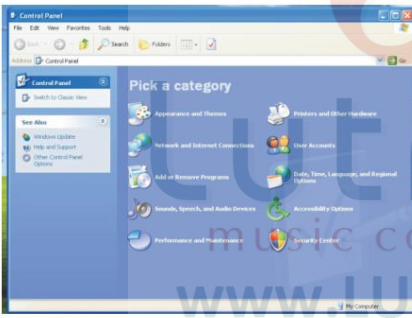 Control Panel
File Edit View Favorites Tools Help
Back Search Folders
Address Control Panel Go
Control Panel
Switch to Classic View
See Also
Windows Update
Help and Support
Other Control Panel
Options
Pick a category
Appearance and Themes
Printers and Other Hardware
Network and Internet Connections
User Accounts
Add or Remove Programs
Date, Time, Language, and Regional
Options
Sounds, Speech, and Audio Devices
Accessibility Options
Performance and Maintenance
Security Center
My Computer
music
www.